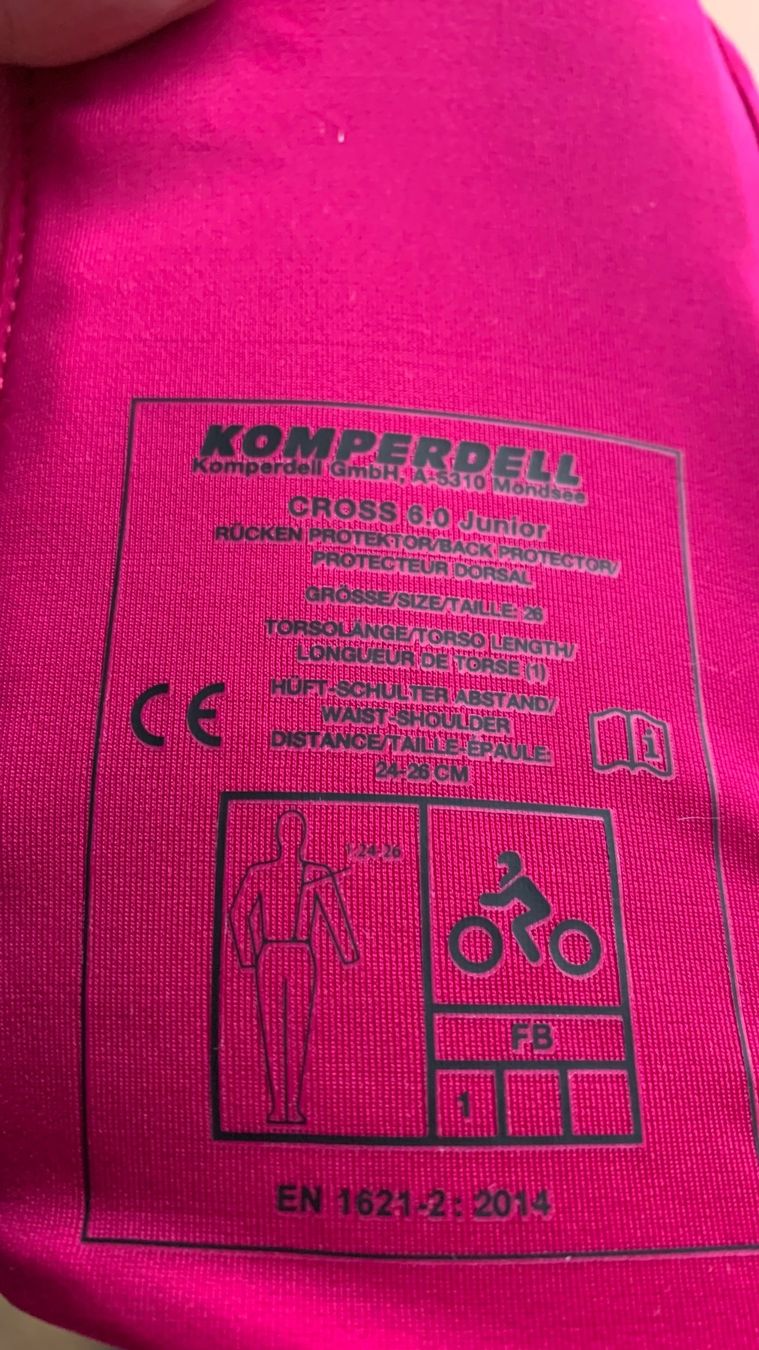 KOMPERDELL
Komperdell GmbH, A-5310 Mondsee
CROSS 6.0 Junior
RÜCKEN PROTEKTOR/BACK PROTECTOR/
PROTECTEUR DORSAL
GRÖSSE/SIZE/TAILLE: 26
TORSOLÄNGE/TORSO LENGTH/
LONGUEUR DE TORSE (1)
HÜFT-SCHULTER ABSTAND/
WAIST-SHOULDER
DISTANCE/TAILLE-ÉPAULE:
24-26 CM
CE
i
1:24-26
FB
1
EN 1621-2: 2014